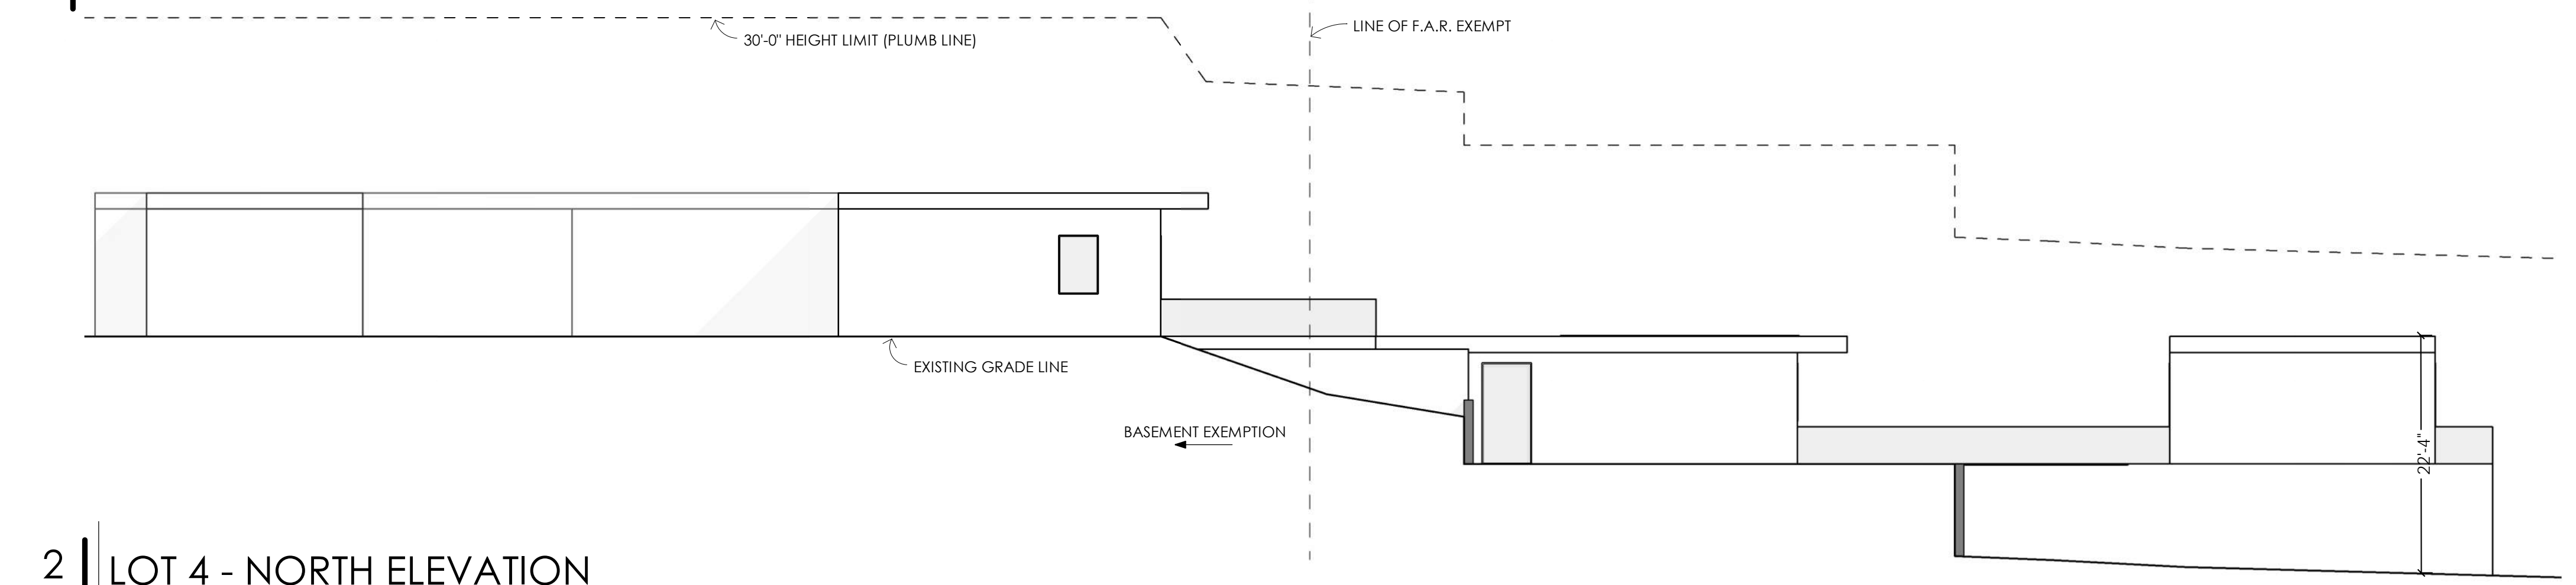 30'-0" HEIGHT LIMIT (PLUMB LINE)
LINE OF F.A.R. EXEMPT
EXISTING GRADE LINE
BASEMENT EXEMPTION
22'-4"
2 LOT 4 - NORTH ELEVATION